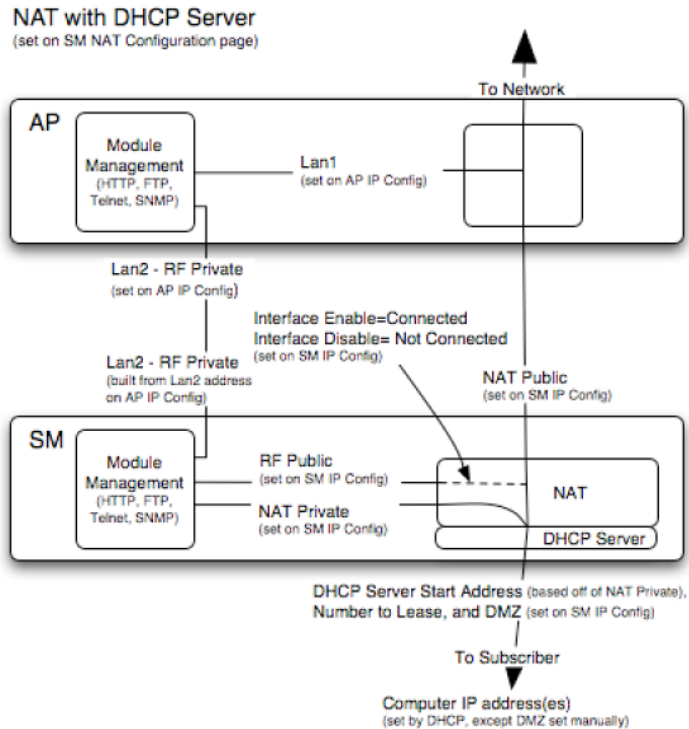 NAT with DHCP Server
(set on SM NAT Configuration page)
To Network
AP
Module
Management
(HTTP, FTP,
Telnet, SNMP)
Lan1
(set on AP IP Config)
Lan2 - RF Private
(set on AP IP Config)
Interface Enable=Connected
Interface Disable= Not Connected
(set on SM IP Config)
Lan2 - RF Private
(built from Lan2 address
on AP IP Config)
NAT Public
(set on SM IP Config)
SM
Module
Management
(HTTP, FTP,
Telnet, SNMP)
RF Public
(set on SM IP Config)
NAT Private
(set on SM IP Config)
NAT
DHCP Server
DHCP Server Start Address (based off of NAT Private),
Number to Lease, and DMZ (set on SM IP Config)
To Subscriber
Computer IP address(es)
(set by DHCP, except DMZ set manually)